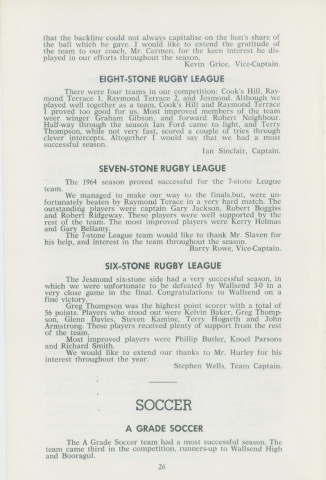 that the backline could not always capitalise on the lion's share of
the ball which he gave. I would like to extend the gratitude of
the team to our coach, Mr. Carmen, for the keen interest he dis-
played in our efforts throughout the season.
Kevin Grice, Vice-Captain.
EIGHT-STONE RUGBY LEAGUE
There were four teams in our competition: Cook's Hill, Ray-
mond Terrace 1, Raymond Terrace 2, and Jesmond. Although we
played well together as a team, Cook's Hill and Raymond Terrace
1 proved too good for us. Most improved members of the team
were winger Graham Gibson, and forward Robert Neighbour.
Half-way through the season Ian Ford came to light, and Terry
Thompson, while not very fast, scored a couple of tries through
clever intercepts. Altogether I would say that we had a most
successful season.
Ian Sinclair, Captain.
SEVEN-STONE RUGBY LEAGUE
The 1964 season proved successful for the 7-stone League
team.
We managed to make our way to the finals,but, were un-
fortunately beaten by Raymond Terace in a very hard match. The
outstanding players were captain Gary Juckson, Robert Boggiss
and Robert Ridgeway. These players were well supported by the
rest of the team. The most improved players were Kerry Helmas
and Gary Bellamy.
The 7-stone League team would like to thank Mr. Slaven for
his help, and interest in the team throughout the season.
Barry Rowe, Vice-Captain.
SIX-STONE RUGBY LEAGUE
The Jesmond six-stone side had a very successful season, in
which we were unfortunate to be defeated by Wallsend 3-0 in a
very close game in the final. Congratulations to Wallsend on a
fine victory.
Greg Thompson was the highest point scorer with a total of
56 points. Players who stood out were Kelvin Baker, Greg Thomp-
son, Glenn Davies, Steven Kamine, Terry Hogarth and John
Armstrong. These players received plenty of support from the rest
of the team.
Most improved players were Phillip Butler, Knoel Parsons
and Richard Smith.
We would like to extend our thanks to Mr. Hurley for his
interest throughout the year.
Stephen Wells, Team Captain.
SOCCER
A GRADE SOCCER
The A Grade Soccer team had a most successful season. The
team came third in the competition, runners-up to Wallsend High
and Booragul.
26